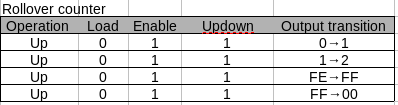 Rollover counter
Operation Load Enable Updown Output transition
Up 0 1 1 0→1
Up 0 1 1 1→2
Up 0 1 1 FE→FF
Up 0 1 1 FF→00